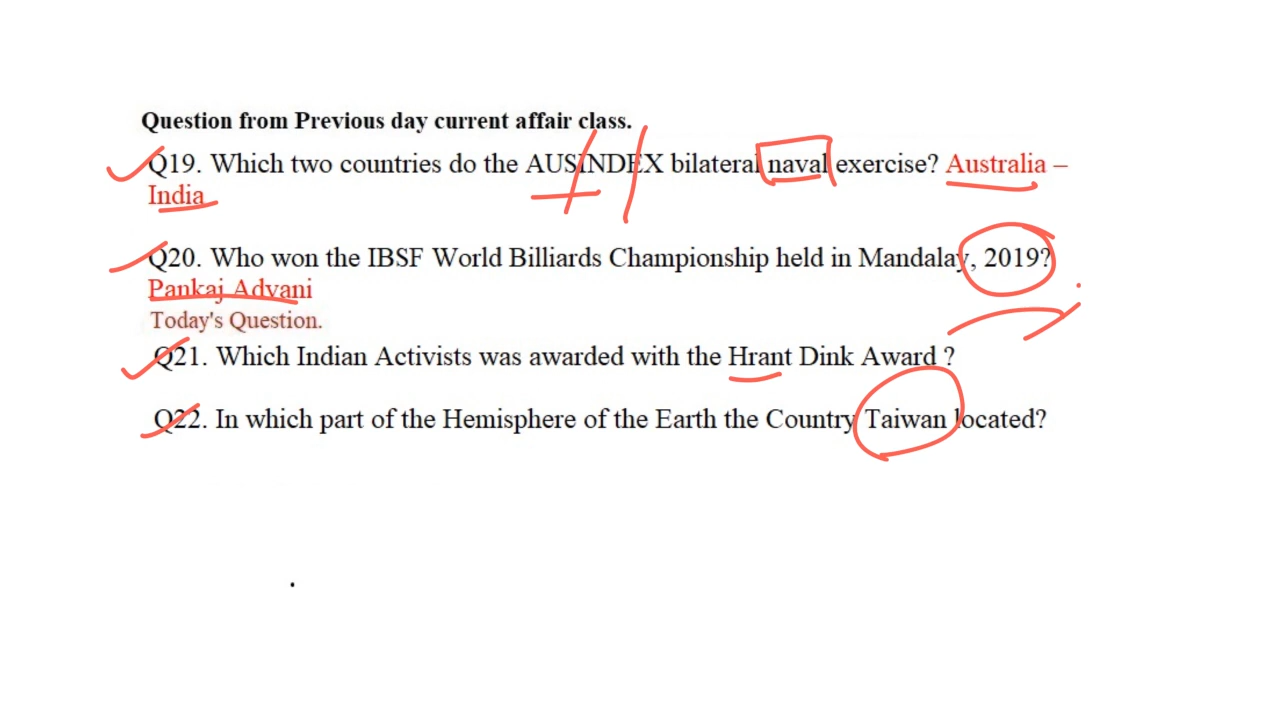 Question from Previous day current affair class.
Q19. Which two countries do the AUSINDEX bilateral naval exercise? Australia –
India
Q20. Who won the IBSF World Billiards Championship held in Mandalay, 2019?
Pankaj Advani
Today's Question.
Q21. Which Indian Activists was awarded with the Hrant Dink Award ?
Q22. In which part of the Hemisphere of the Earth the Country Taiwan located?